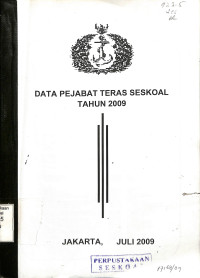 DATA PEJABAT TERAS SESKOAL
TAHUN 2009
JAKARTA, JULI 2009
PERPUSTAKAAN
SESKOAL